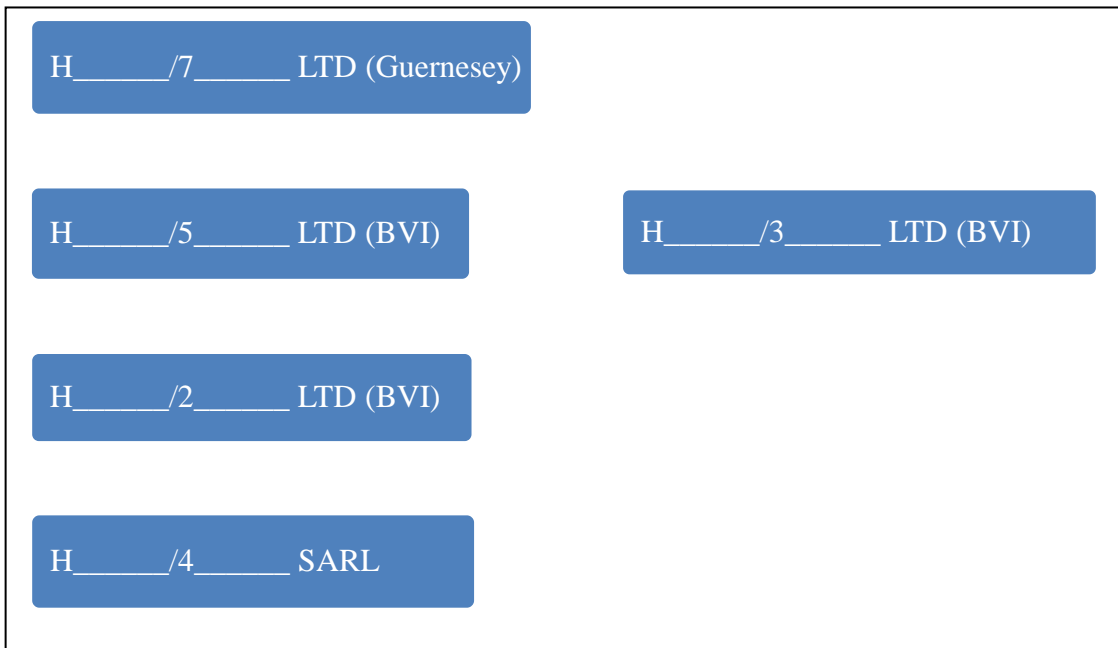 H______/7______ LTD (Guernesey)
H______/5______ LTD (BVI)
H______/3______ LTD (BVI)
H______/2______ LTD (BVI)
H______/4______ SARL